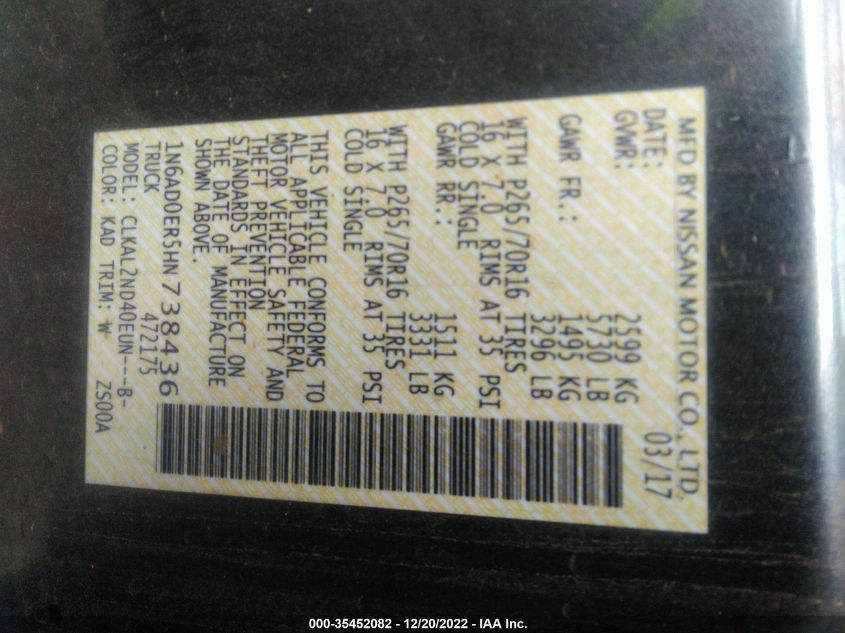 MFD BY NISSAN MOTOR CO., LTD.
DATE: 03/17
GVWR: 2599 KG
5730 LB
GAWR FR.: 1495 KG
3296 LB
WITH P265/70R16 TIRES
16 X 7.0 RIMS AT 35 PSI
COLD SINGLE
GAWR RR.: 1511 KG
3331 LB
WITH P265/70R16 TIRES
16 X 7.0 RIMS AT 35 PSI
COLD SINGLE
THIS VEHICLE CONFORMS TO
ALL APPLICABLE FEDERAL
MOTOR VEHICLE SAFETY AND
THEFT PREVENTION
STANDARDS IN EFFECT ON
THE DATE OF MANUFACTURE
SHOWN ABOVE.
1N6AD0ER5HN738436
TRUCK 472175
MODEL: CLKAL2ND40EUN---B-
COLOR: KAD TRIM: W ZS00A
000-35452082 - 12/20/2022 - IAA Inc.